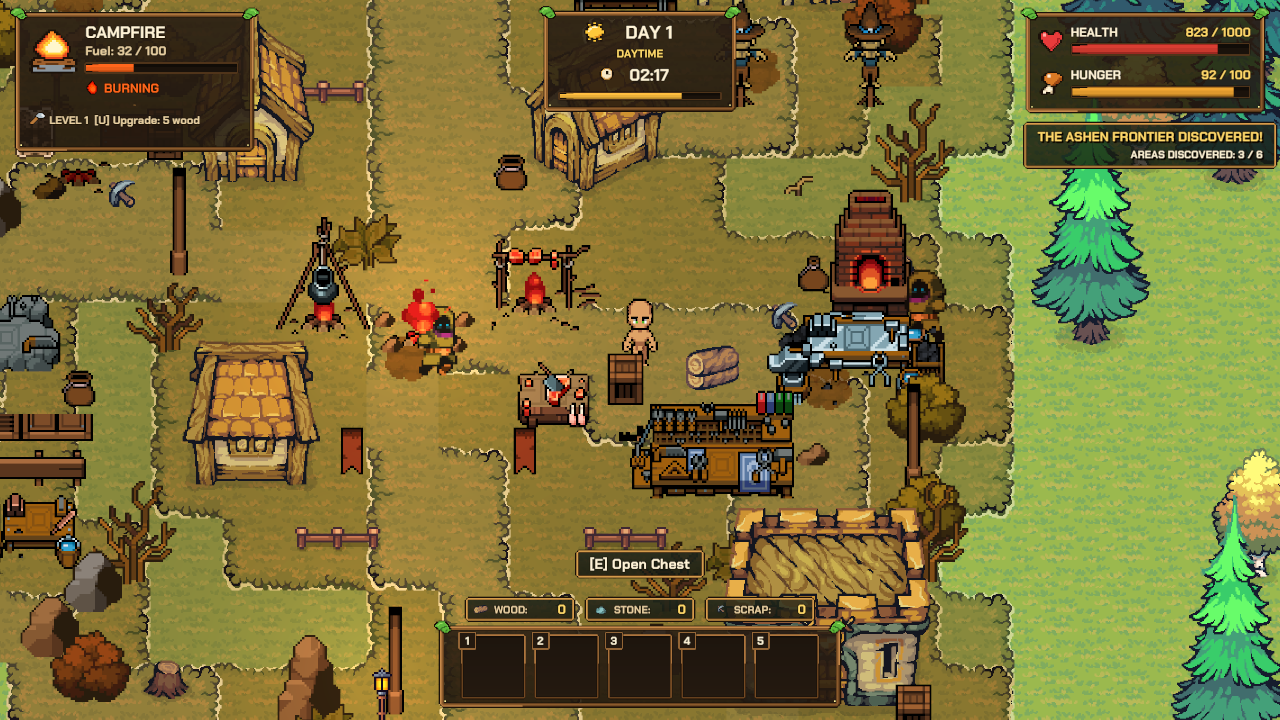 CAMPFIRE
Fuel: 32 / 100
BURNING
LEVEL 1 [U] Upgrade: 5 wood
DAY 1
DAYTIME
02:17
HEALTH 823 / 1000
HUNGER 92 / 100
THE ASHEN FRONTIER DISCOVERED!
AREAS DISCOVERED: 3 / 6
[E] Open Chest
WOOD: 0 STONE: 0 SCRAP: 0
1 2 3 4 5